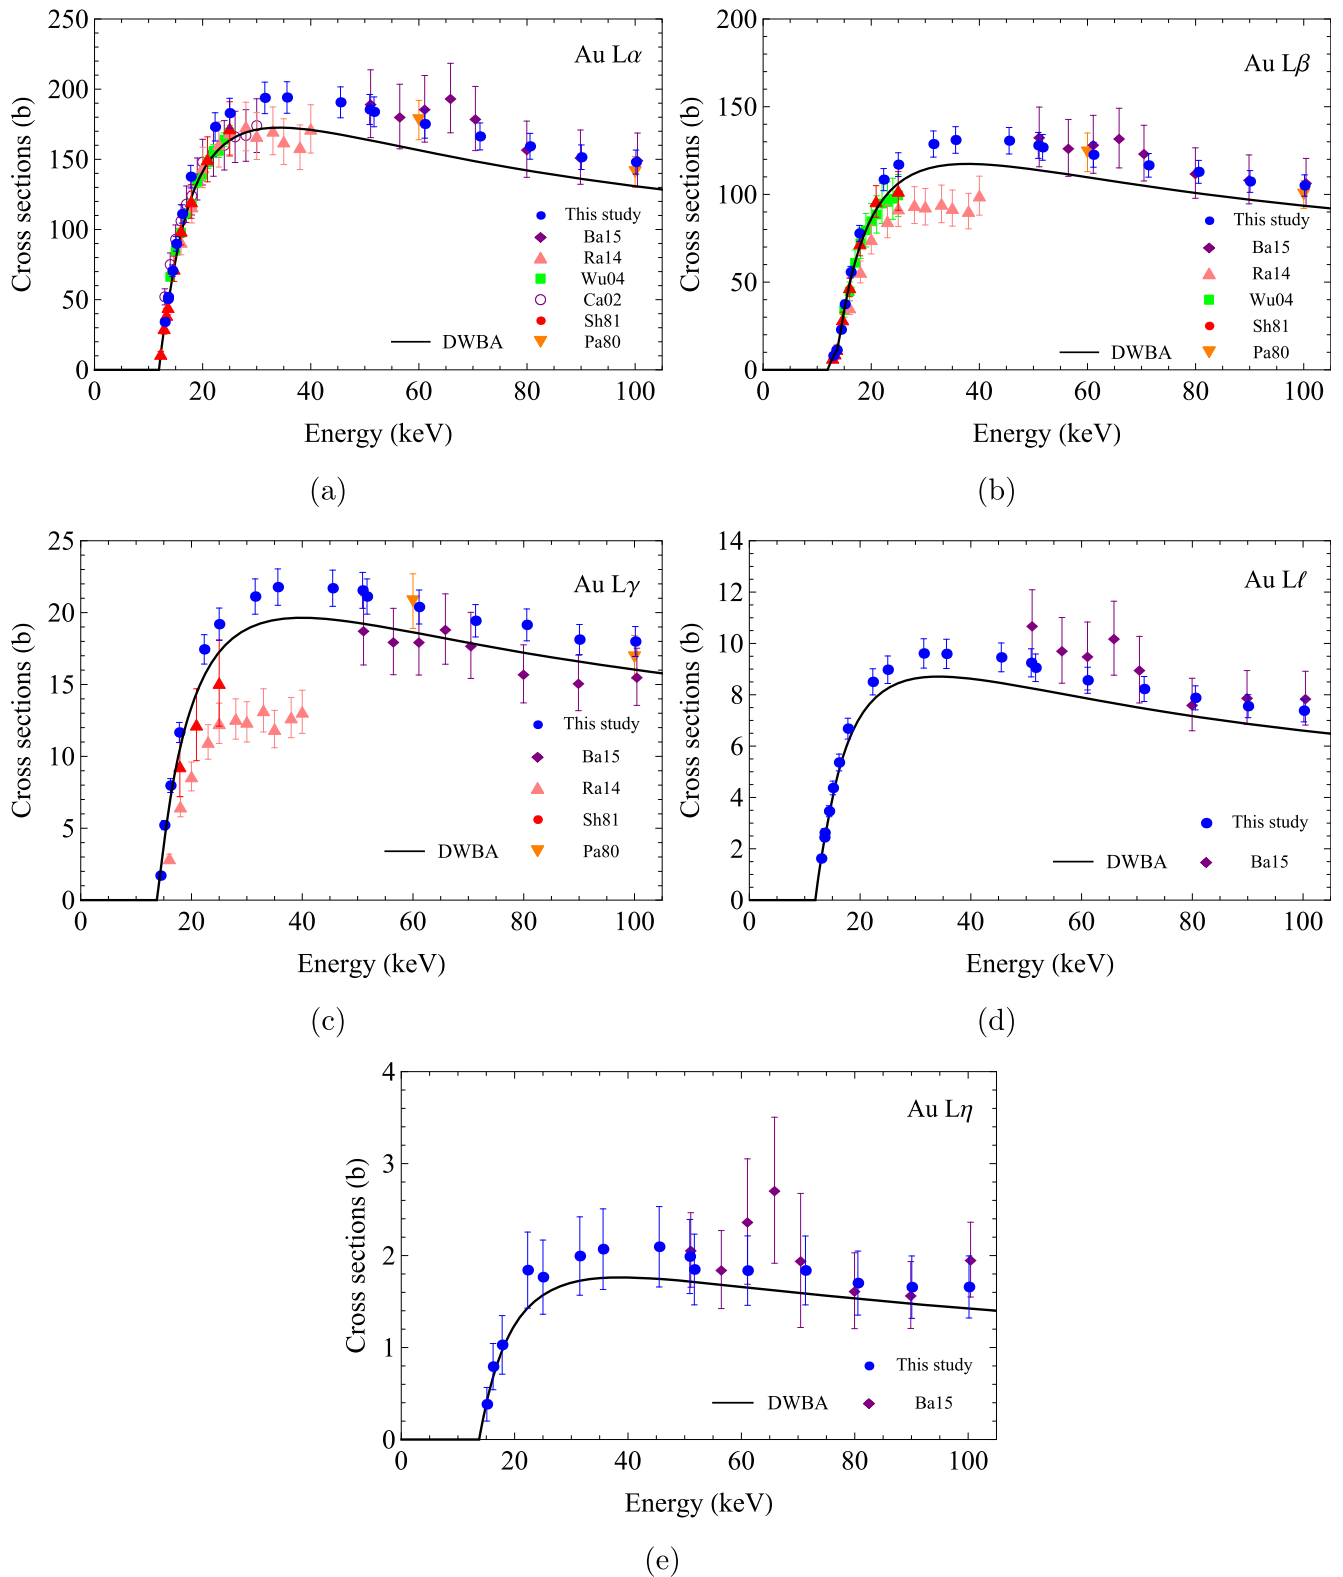 Au Lα
Cross sections (b)
250
200
150
100
50
0
This study
Ba15
Ra14
Wu04
Ca02
Sh81
DWBA
Pa80
0 20 40 60 80 100
Energy (keV)
(a)
Au Lβ
Cross sections (b)
200
150
100
50
0
This study
Ba15
Ra14
Wu04
Sh81
DWBA
Pa80
0 20 40 60 80 100
Energy (keV)
(b)
Au Lγ
Cross sections (b)
25
20
15
10
5
0
This study
Ba15
Ra14
Sh81
DWBA
Pa80
0 20 40 60 80 100
Energy (keV)
(c)
Au Lℓ
Cross sections (b)
14
12
10
8
6
4
2
0
This study
DWBA
Ba15
0 20 40 60 80 100
Energy (keV)
(d)
Au Lη
Cross sections (b)
4
3
2
1
0
This study
DWBA
Ba15
0 20 40 60 80 100
Energy (keV)
(e)